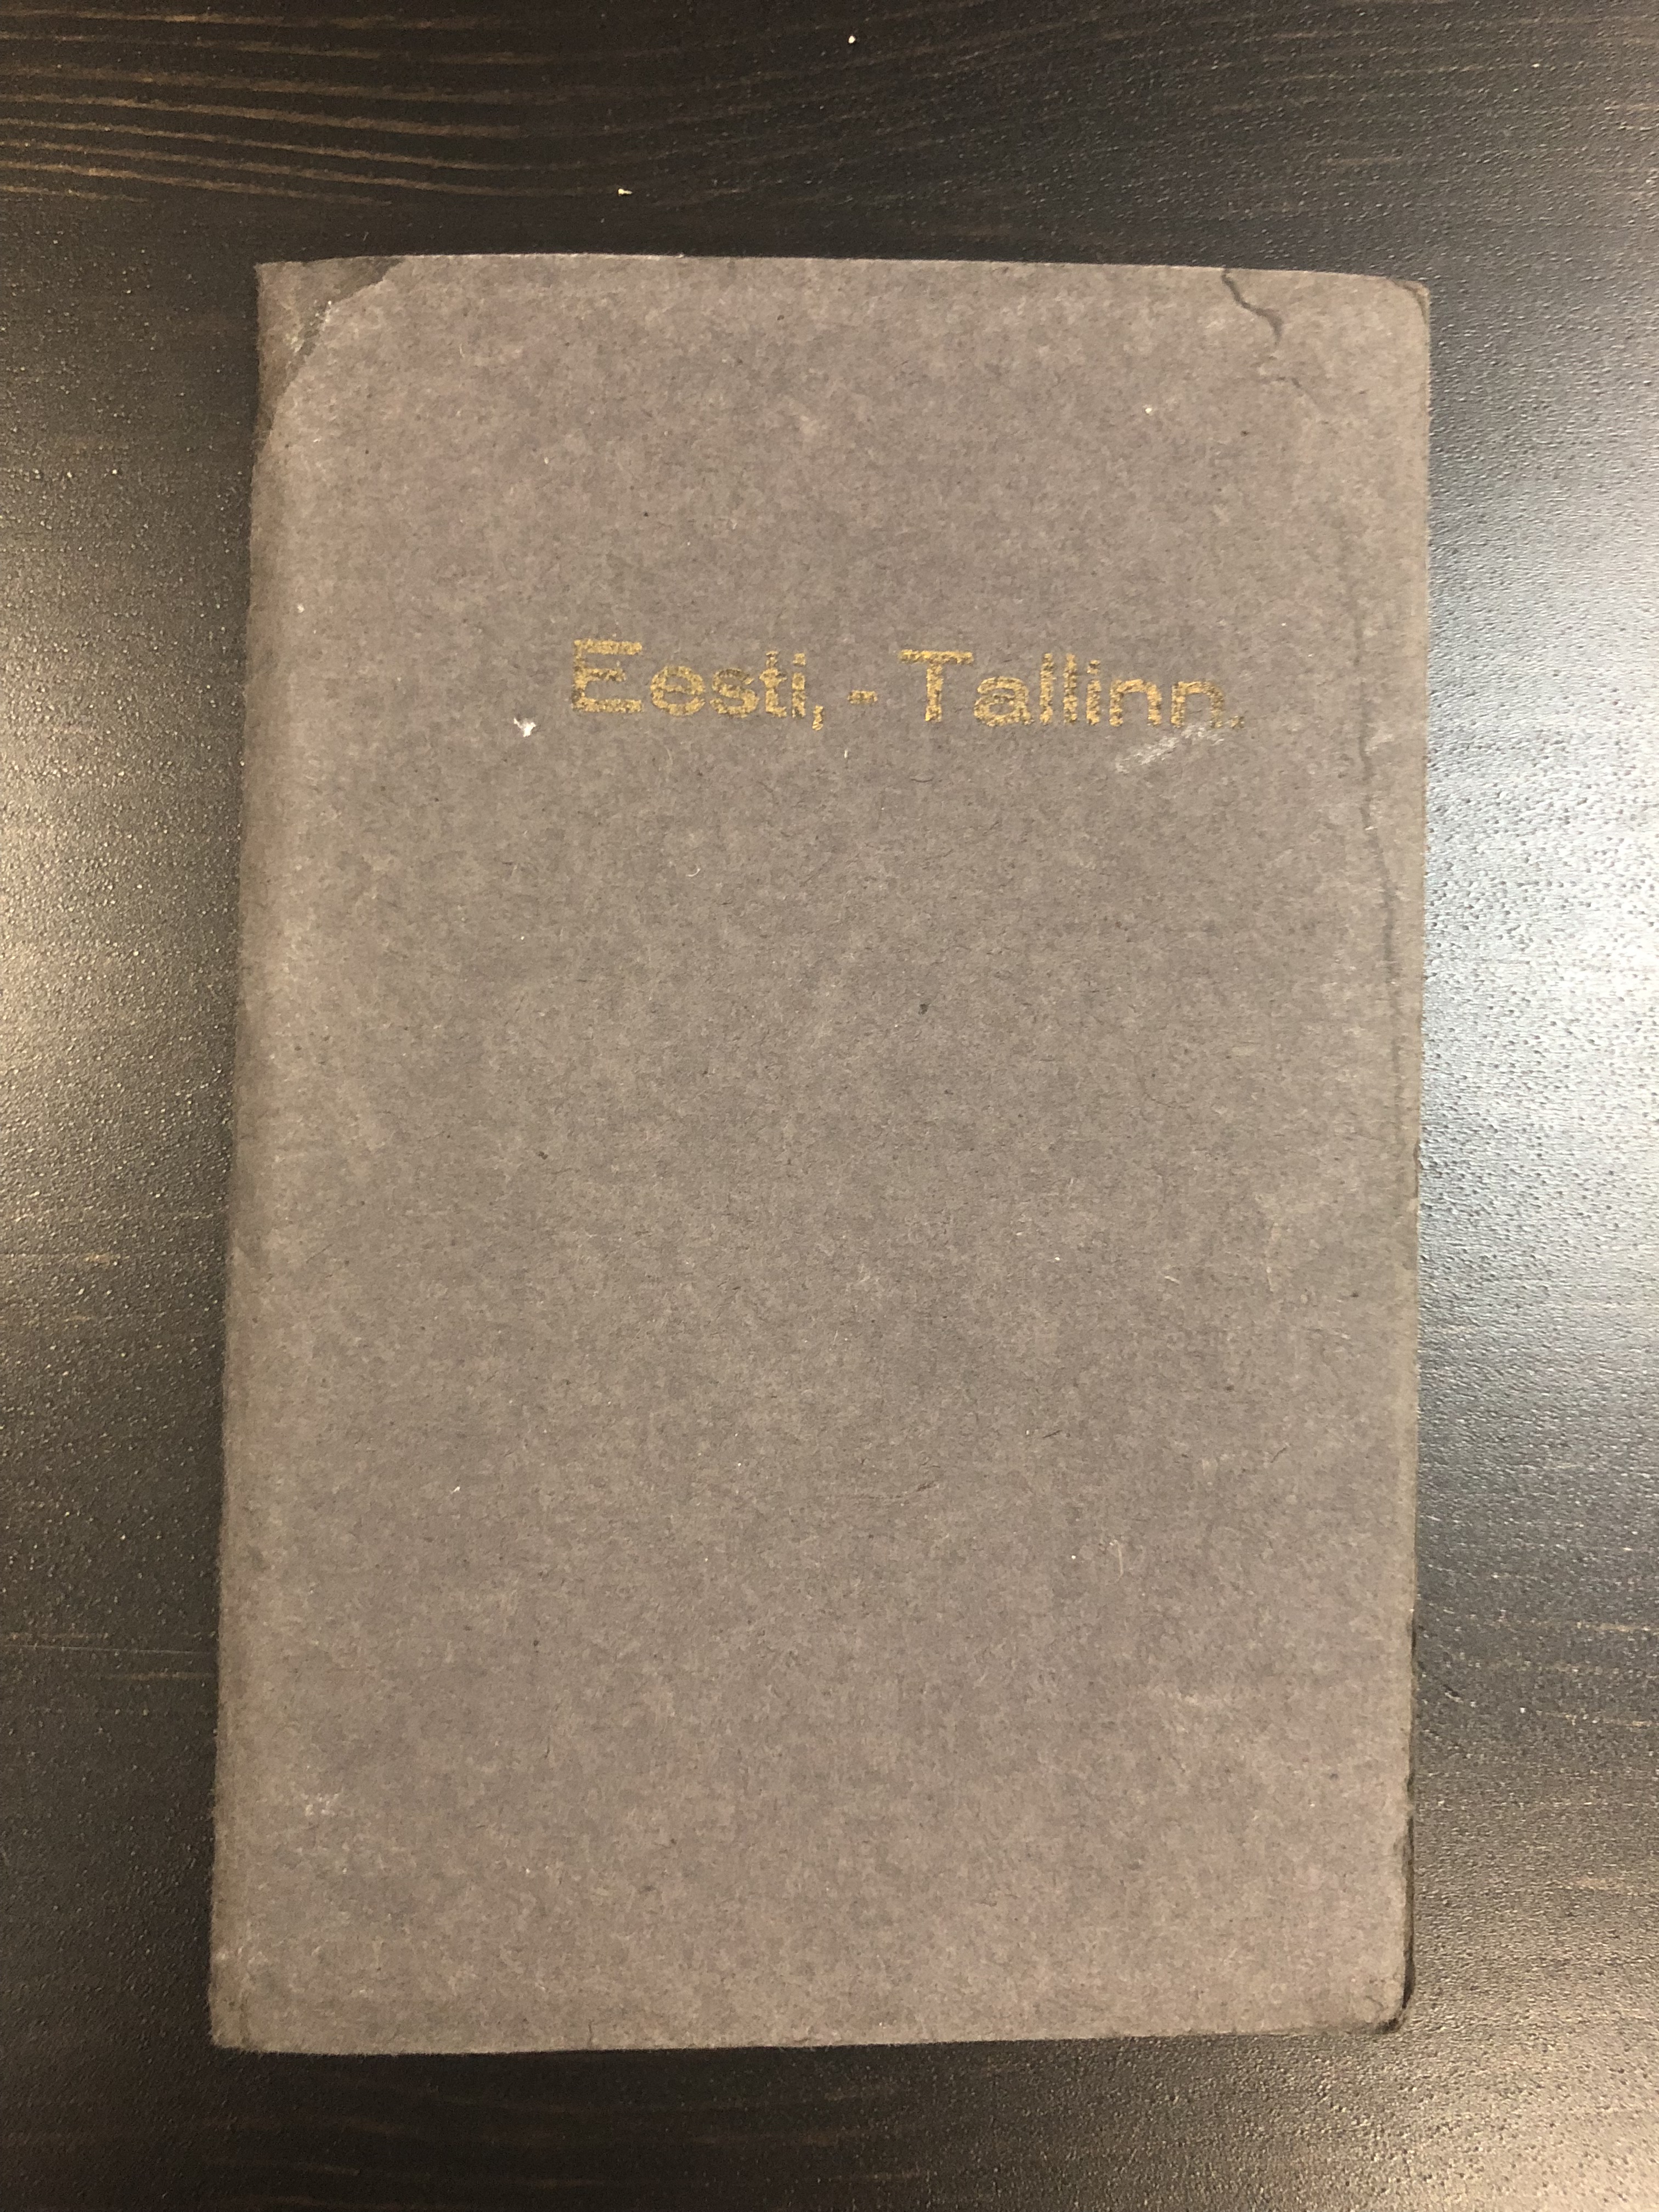 Eesti, - Tallinn.